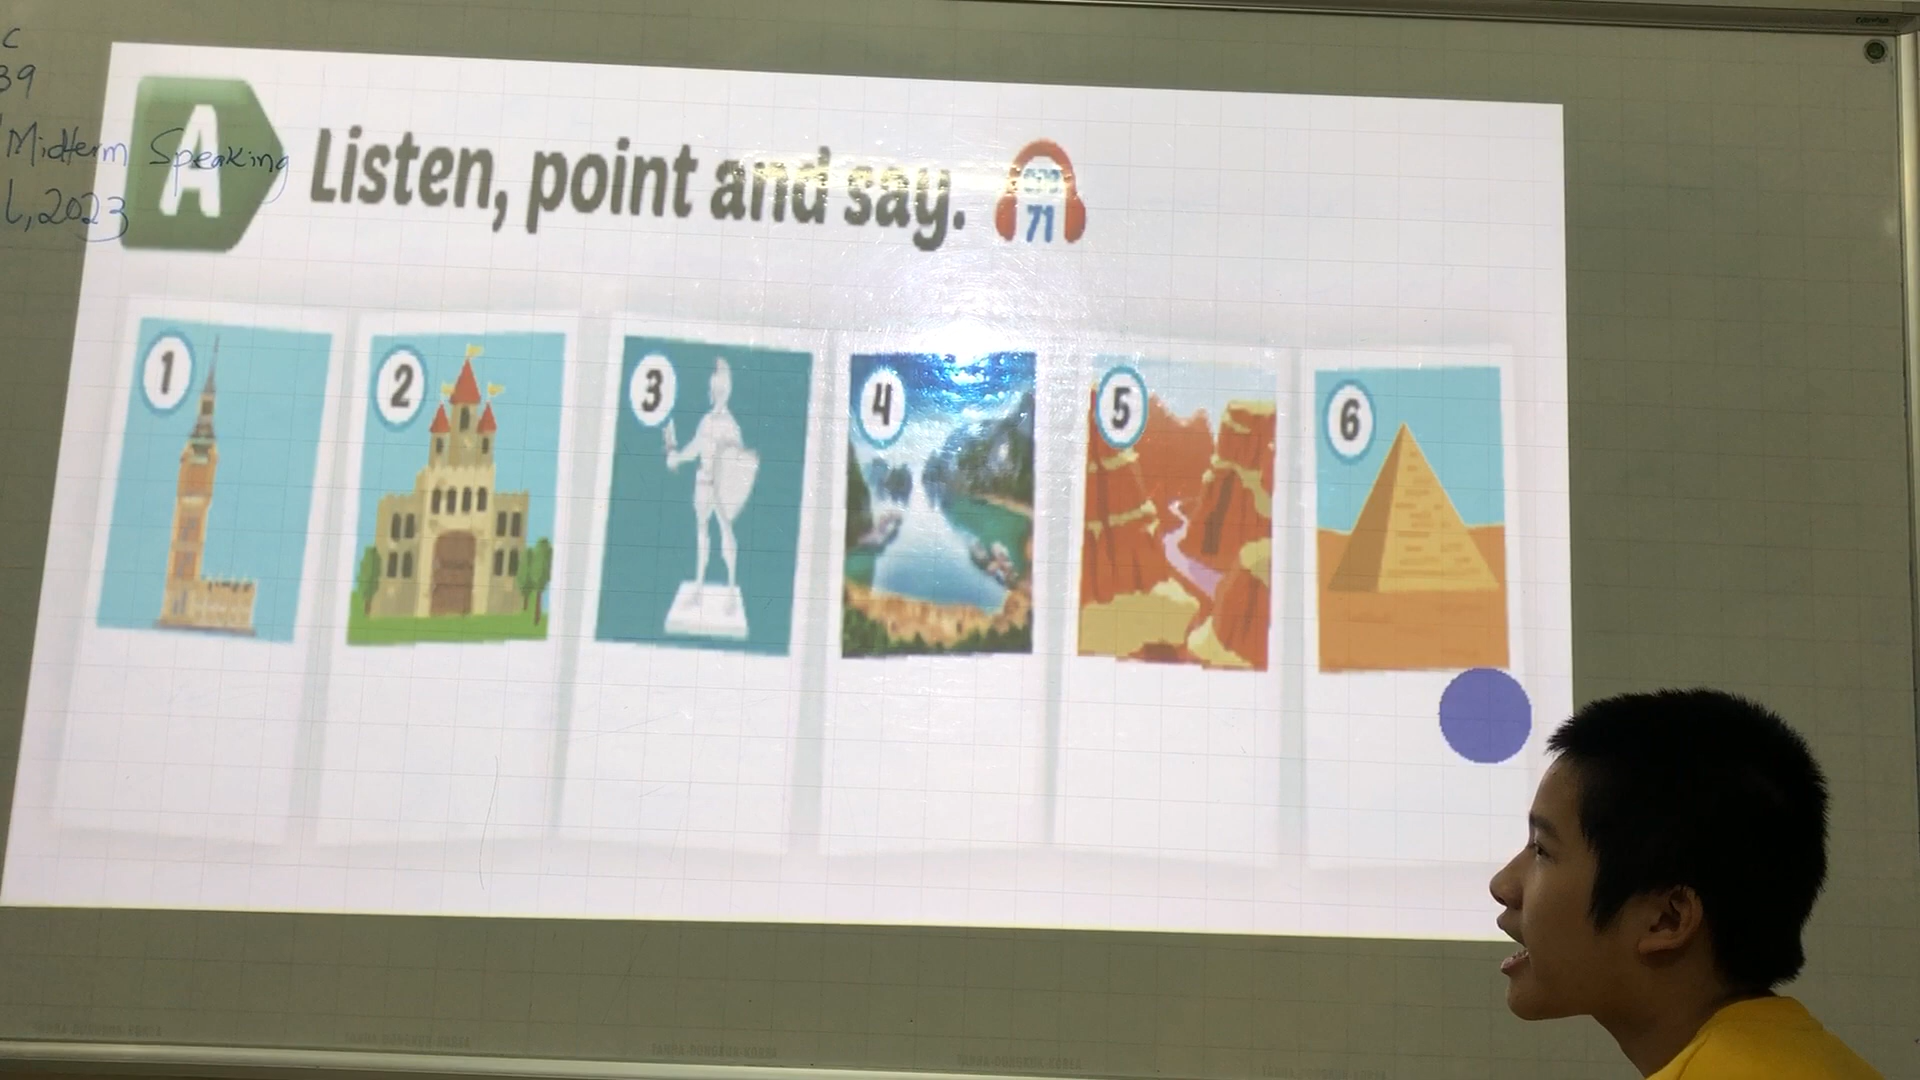 C
39
Midterm Speaking
L, 2023
A Listen, point and say.
71
1 2 3 4 5 6